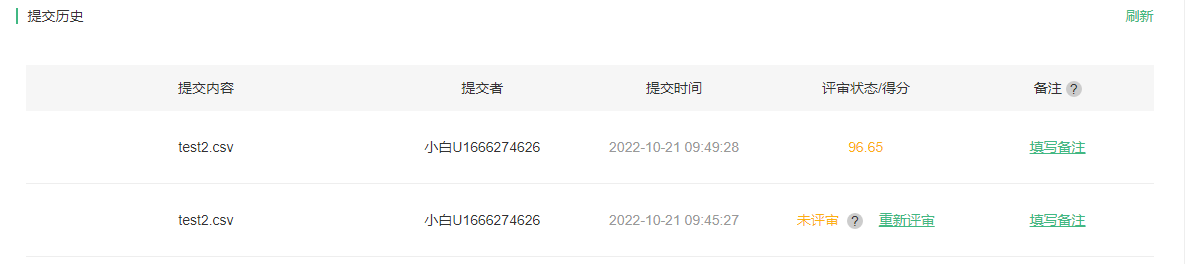 提交历史 刷新
提交内容 提交者 提交时间 评审状态/得分 备注 ?
test2.csv 小白U1666274626 2022-10-21 09:49:28 96.65 填写备注
test2.csv 小白U1666274626 2022-10-21 09:45:27 未评审 ? 重新评审 填写备注